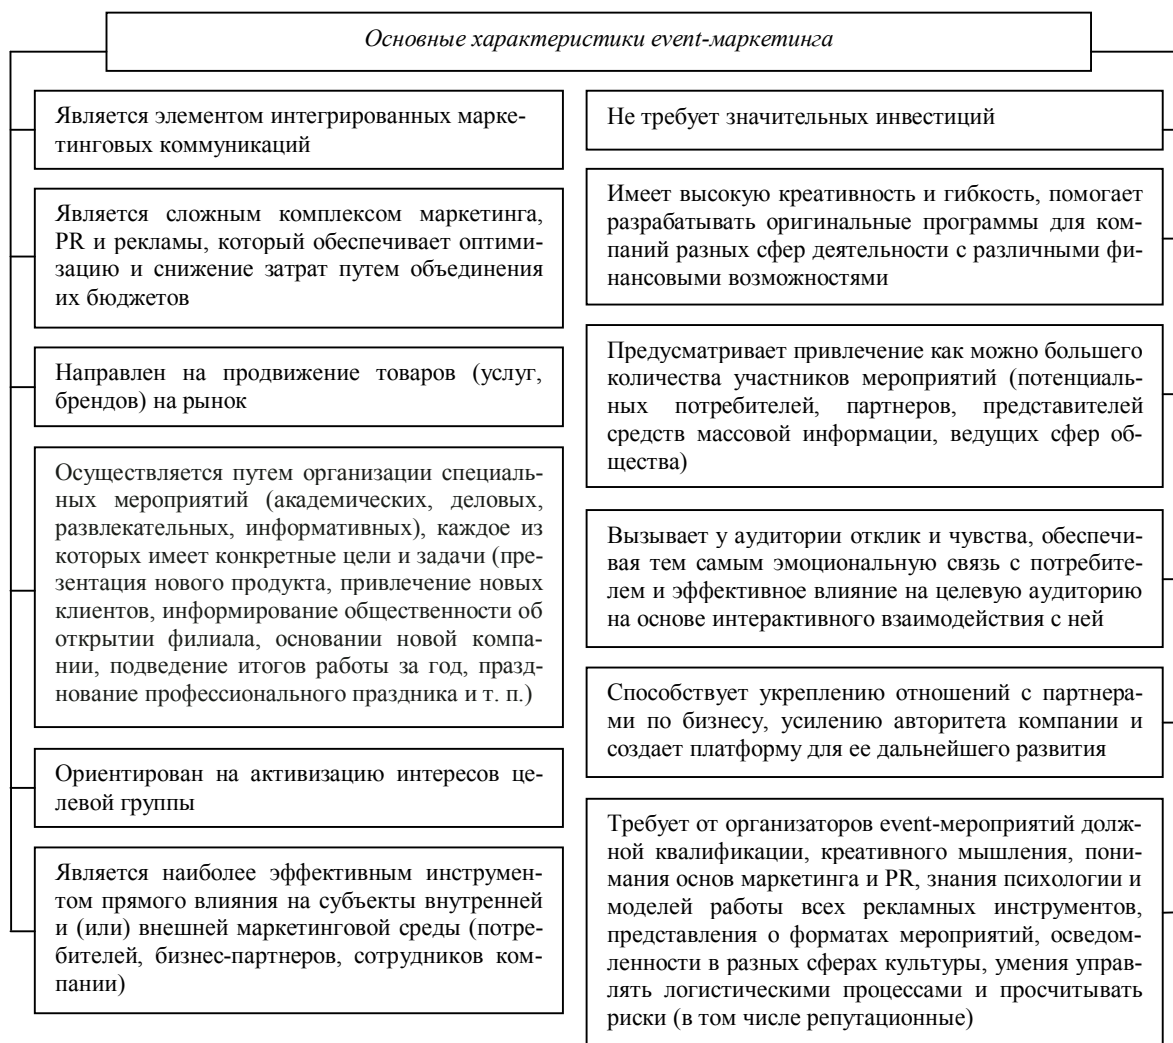 Основные характеристики event-маркетинга
Является элементом интегрированных марке-
тинговых коммуникаций
Является сложным комплексом маркетинга,
PR и рекламы, который обеспечивает оптими-
зацию и снижение затрат путем объединения
их бюджетов
Направлен на продвижение товаров (услуг,
брендов) на рынок
Осуществляется путем организации специаль-
ных мероприятий (академических, деловых,
развлекательных, информативных), каждое из
которых имеет конкретные цели и задачи (пре-
зентация нового продукта, привлечение новых
клиентов, информирование общественности об
открытии филиала, основании новой компа-
нии, подведение итогов работы за год, празд-
нование профессионального праздника и т. п.)
Ориентирован на активизацию интересов це-
левой группы
Является наиболее эффективным инструмен-
том прямого влияния на субъекты внутренней
и (или) внешней маркетинговой среды (потре-
бителей, бизнес-партнеров, сотрудников ком-
пании)
Не требует значительных инвестиций
Имеет высокую креативность и гибкость, помогает
разрабатывать оригинальные программы для ком-
паний разных сфер деятельности с различными фи-
нансовыми возможностями
Предусматривает привлечение как можно большего
количества участников мероприятий (потенциаль-
ных потребителей, партнеров, представителей
средств массовой информации, ведущих сфер об-
щества)
Вызывает у аудитории отклик и чувства, обеспечи-
вая тем самым эмоциональную связь с потребите-
лем и эффективное влияние на целевую аудиторию
на основе интерактивного взаимодействия с ней
Способствует укреплению отношений с партнера-
ми по бизнесу, усилению авторитета компании и
создает платформу для ее дальнейшего развития
Требует от организаторов event-мероприятий долж-
ной квалификации, креативного мышления, пони-
мания основ маркетинга и PR, знания психологии и
моделей работы всех рекламных инструментов,
представления о форматах мероприятий, осведом-
ленности в разных сферах культуры, умения управ-
лять логистическими процессами и просчитывать
риски (в том числе репутационные)